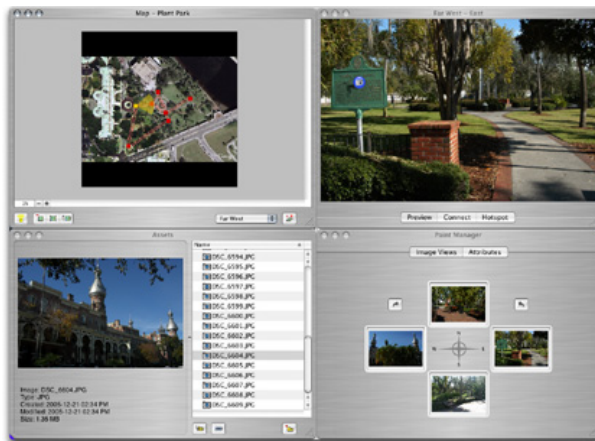 Map – Plant Park
Far West
Far West – East
Preview Connect Hotspot
Assets
Image: DSC_6604.JPG
Type: JPG
Created: 2005-12-21 02:34 PM
Modified: 2005-12-21 02:34 PM
Size: 1.26 MB
Name
DSC_6594.JPG
DSC_6595.JPG
DSC_6596.JPG
DSC_6597.JPG
DSC_6598.JPG
DSC_6599.JPG
DSC_6600.JPG
DSC_6601.JPG
DSC_6602.JPG
DSC_6603.JPG
DSC_6604.JPG
DSC_6605.JPG
DSC_6606.JPG
DSC_6607.JPG
DSC_6608.JPG
DSC_6609.JPG
Point Manager
Image Views Attributes